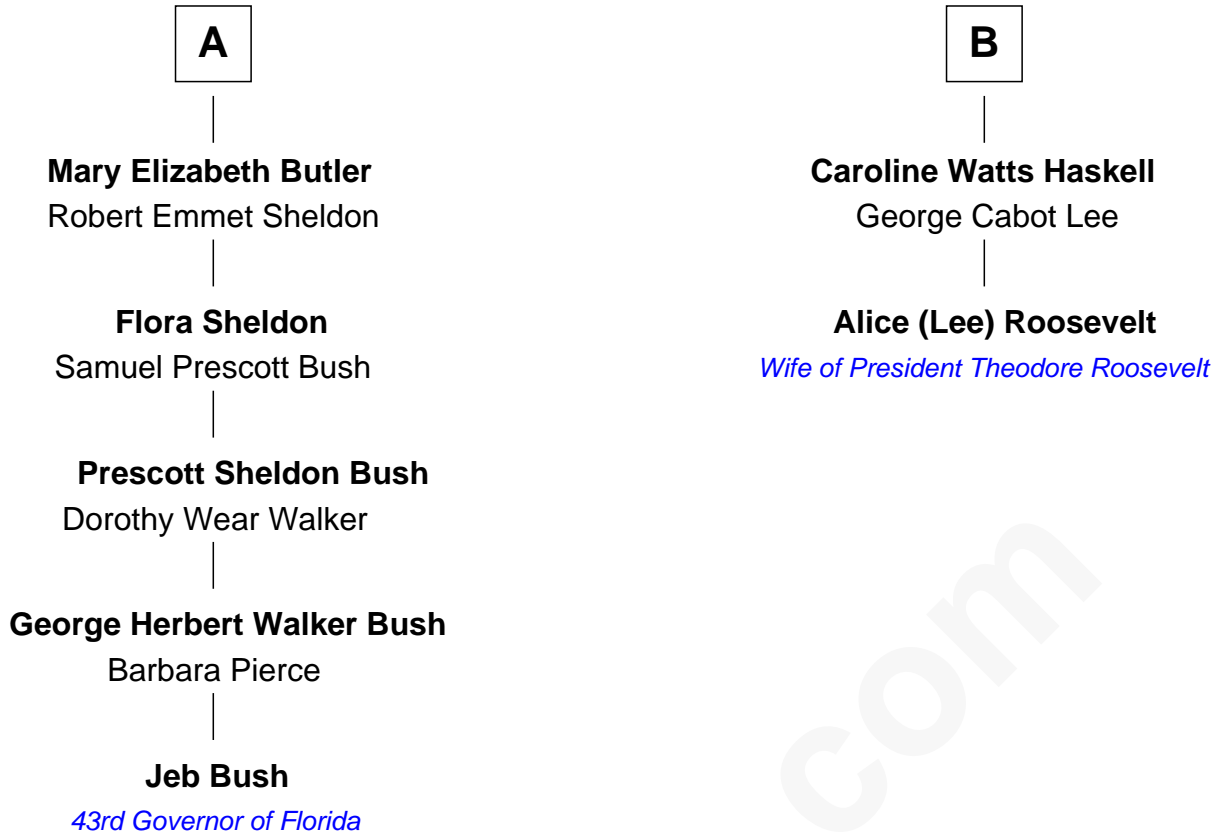 A
Mary Elizabeth Butler
Robert Emmet Sheldon
Flora Sheldon
Samuel Prescott Bush
Prescott Sheldon Bush
Dorothy Wear Walker
George Herbert Walker Bush
Barbara Pierce
Jeb Bush
43rd Governor of Florida
B
Caroline Watts Haskell
George Cabot Lee
Alice (Lee) Roosevelt
Wife of President Theodore Roosevelt
com